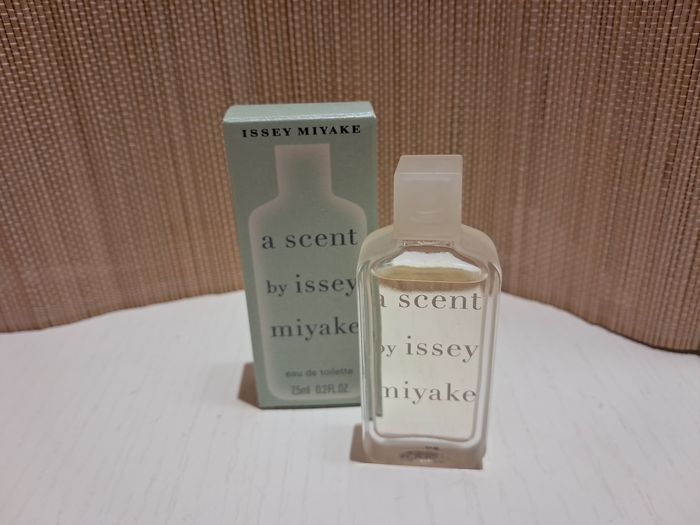 ISSEY MIYAKE
a scent
by issey
miyake
eau de toilette
7.5ml 0.2FL.OZ.
a scent
by issey
miyake